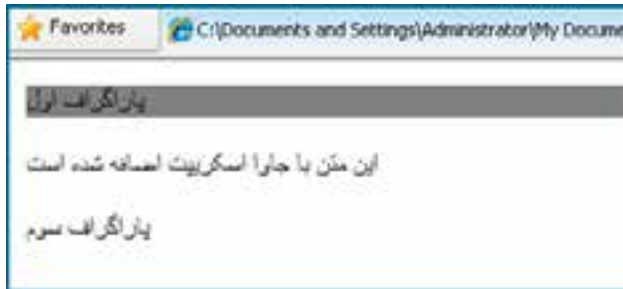 Favorites
C:\Documents and Settings\Administrator\My Docume
پاراگراف اول
این متن با جاوا اسکریپت اضافه شده است
پاراگراف سوم